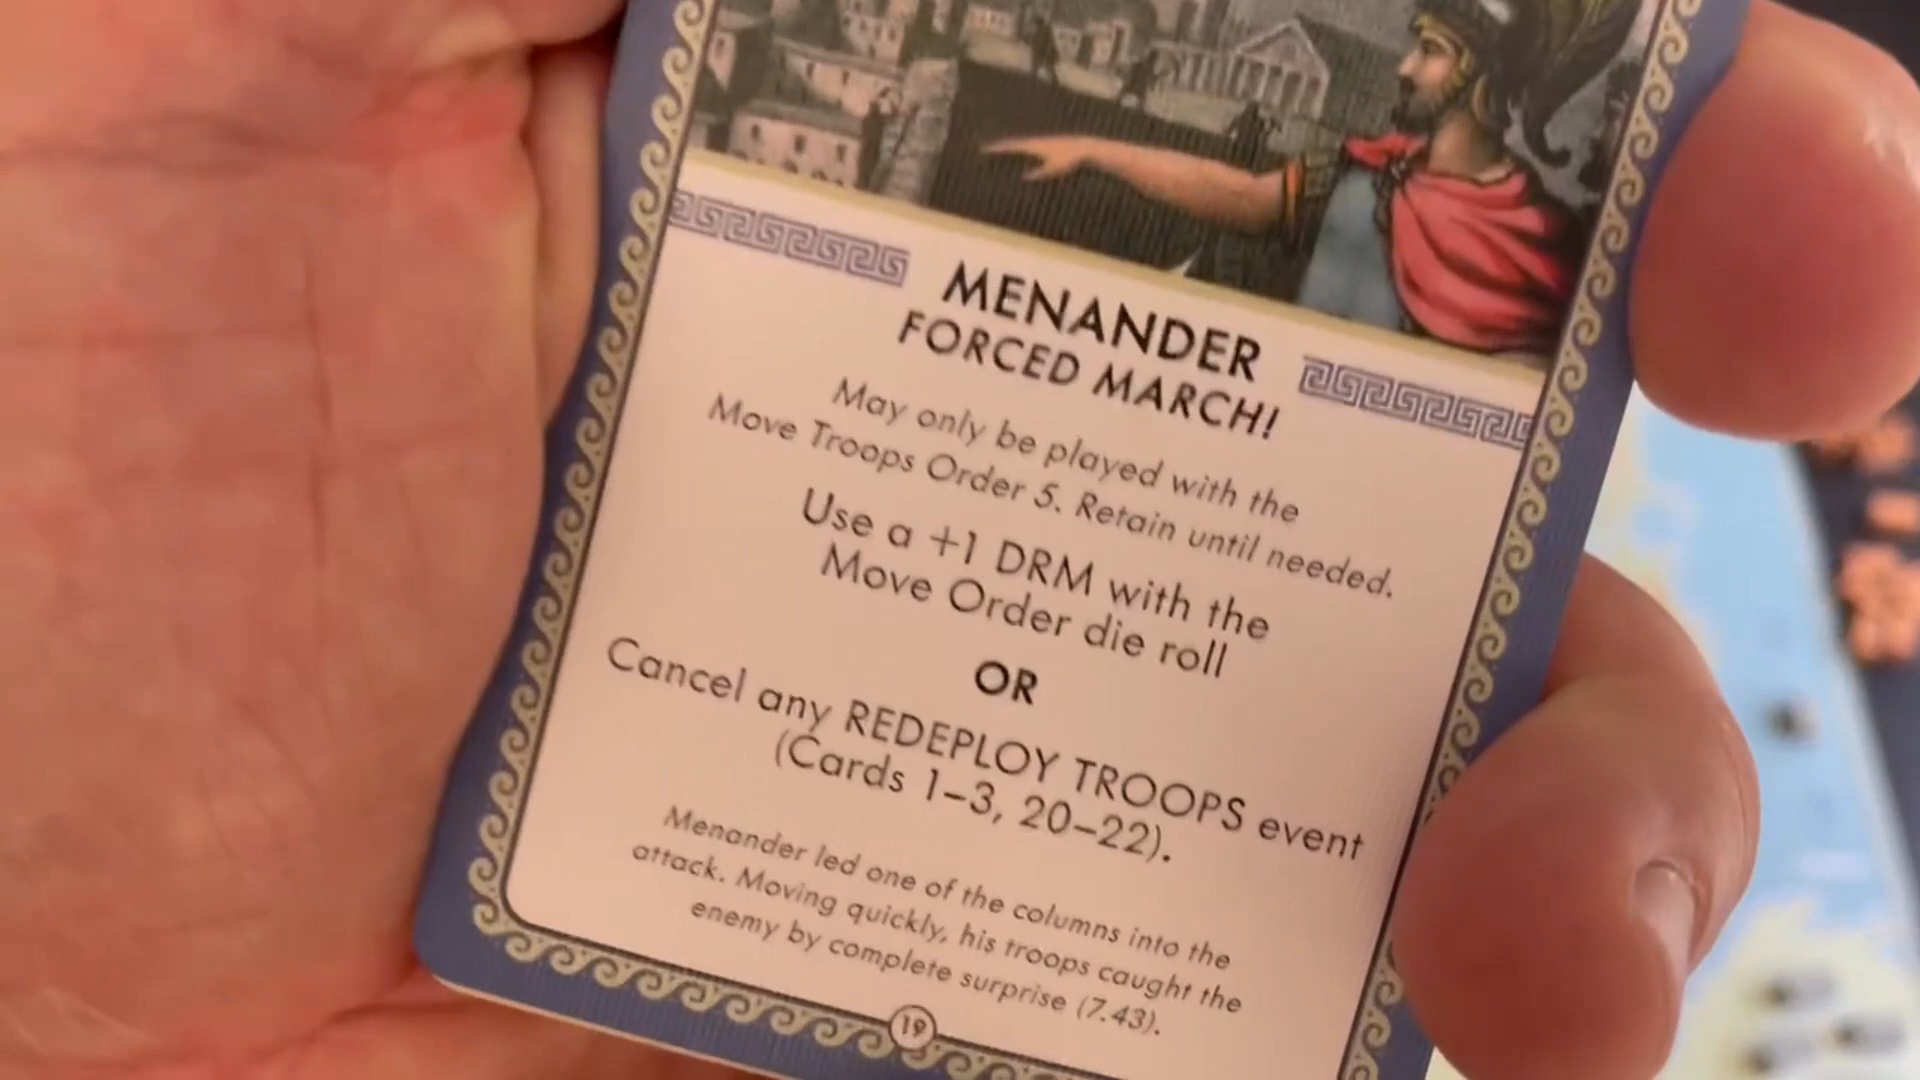 MENANDER
FORCED MARCH!
May only be played with the
Move Troops Order 5. Retain until needed.
Use a +1 DRM with the
Move Order die roll
OR
Cancel any REDEPLOY TROOPS event
(Cards 1–3, 20–22).
Menander led one of the columns into the
attack. Moving quickly, his troops caught the
enemy by complete surprise (7.43).
19